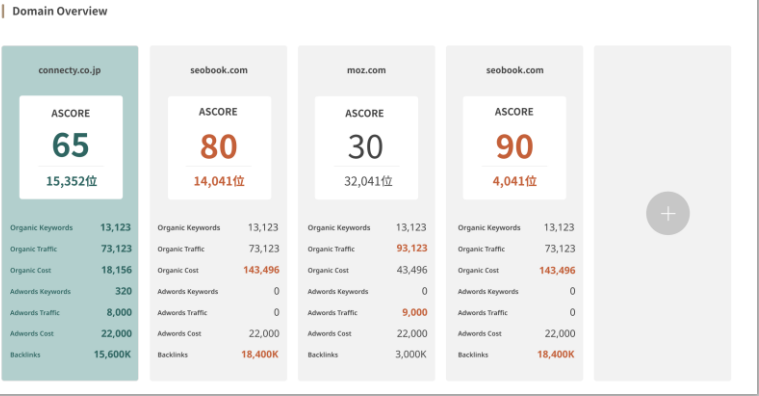 Domain Overview
connecty.co.jp
ASCORE
65
15,352位
Organic Keywords 13,123
Organic Traffic 73,123
Organic Cost 18,156
Adwords Keywords 320
Adwords Traffic 8,000
Adwords Cost 22,000
Backlinks 15,600K
seobook.com
ASCORE
80
14,041位
Organic Keywords 13,123
Organic Traffic 73,123
Organic Cost 143,496
Adwords Keywords 0
Adwords Traffic 0
Adwords Cost 22,000
Backlinks 18,400K
moz.com
ASCORE
30
32,041位
Organic Keywords 13,123
Organic Traffic 93,123
Organic Cost 43,496
Adwords Keywords 0
Adwords Traffic 9,000
Adwords Cost 22,000
Backlinks 3,000K
seobook.com
ASCORE
90
4,041位
Organic Keywords 13,123
Organic Traffic 73,123
Organic Cost 143,496
Adwords Keywords 0
Adwords Traffic 0
Adwords Cost 22,000
Backlinks 18,400K